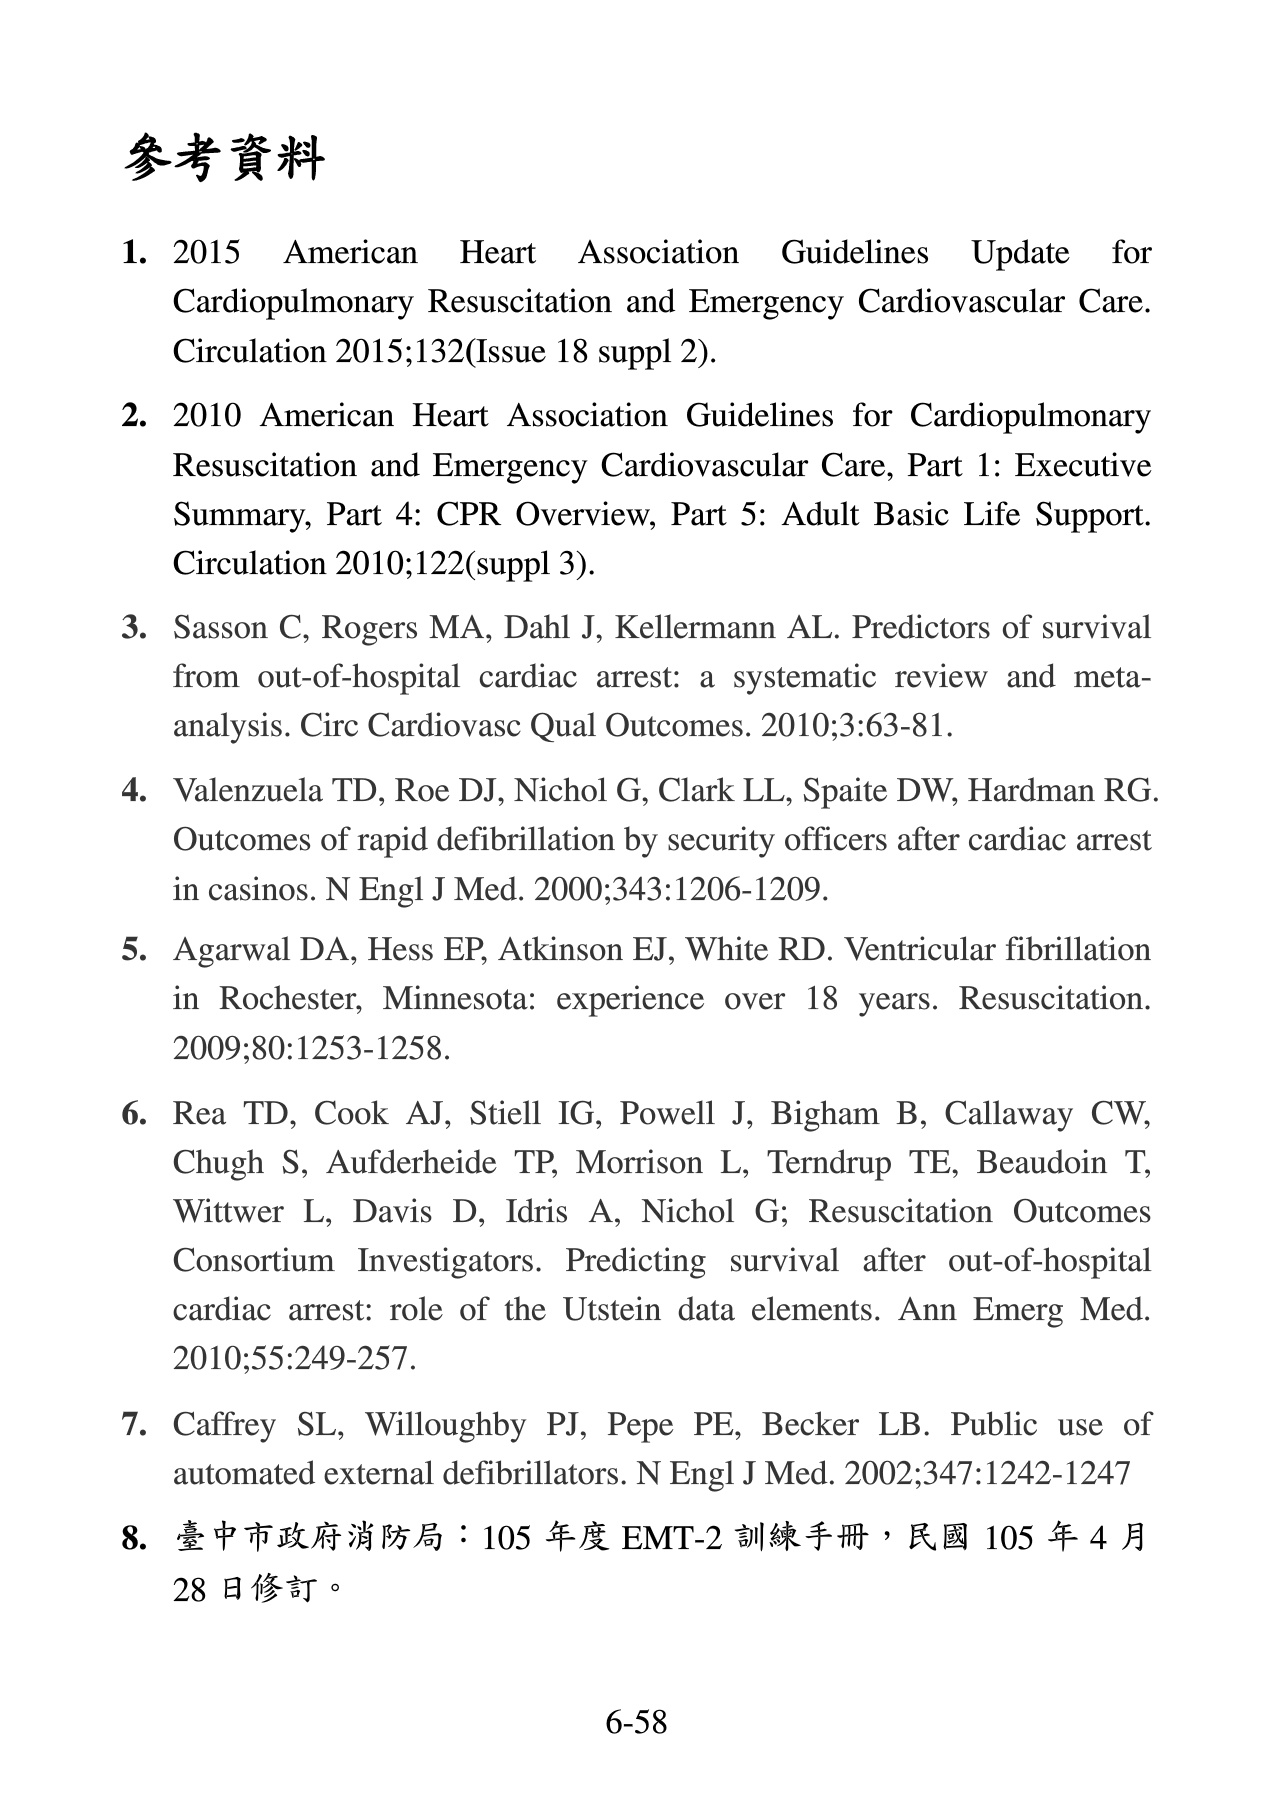 參考資料
1. 2015 American Heart Association Guidelines Update for
Cardiopulmonary Resuscitation and Emergency Cardiovascular Care.
Circulation 2015;132(Issue 18 suppl 2).
2. 2010 American Heart Association Guidelines for Cardiopulmonary
Resuscitation and Emergency Cardiovascular Care, Part 1: Executive
Summary, Part 4: CPR Overview, Part 5: Adult Basic Life Support.
Circulation 2010;122(suppl 3).
3. Sasson C, Rogers MA, Dahl J, Kellermann AL. Predictors of survival
from out-of-hospital cardiac arrest: a systematic review and meta-
analysis. Circ Cardiovasc Qual Outcomes. 2010;3:63-81.
4. Valenzuela TD, Roe DJ, Nichol G, Clark LL, Spaite DW, Hardman RG.
Outcomes of rapid defibrillation by security officers after cardiac arrest
in casinos. N Engl J Med. 2000;343:1206-1209.
5. Agarwal DA, Hess EP, Atkinson EJ, White RD. Ventricular fibrillation
in Rochester, Minnesota: experience over 18 years. Resuscitation.
2009;80:1253-1258.
6. Rea TD, Cook AJ, Stiell IG, Powell J, Bigham B, Callaway CW,
Chugh S, Aufderheide TP, Morrison L, Terndrup TE, Beaudoin T,
Wittwer L, Davis D, Idris A, Nichol G; Resuscitation Outcomes
Consortium Investigators. Predicting survival after out-of-hospital
cardiac arrest: role of the Utstein data elements. Ann Emerg Med.
2010;55:249-257.
7. Caffrey SL, Willoughby PJ, Pepe PE, Becker LB. Public use of
automated external defibrillators. N Engl J Med. 2002;347:1242-1247
8. 臺中市政府消防局：105 年度 EMT-2 訓練手冊，民國 105 年 4 月
28 日修訂。
6-58